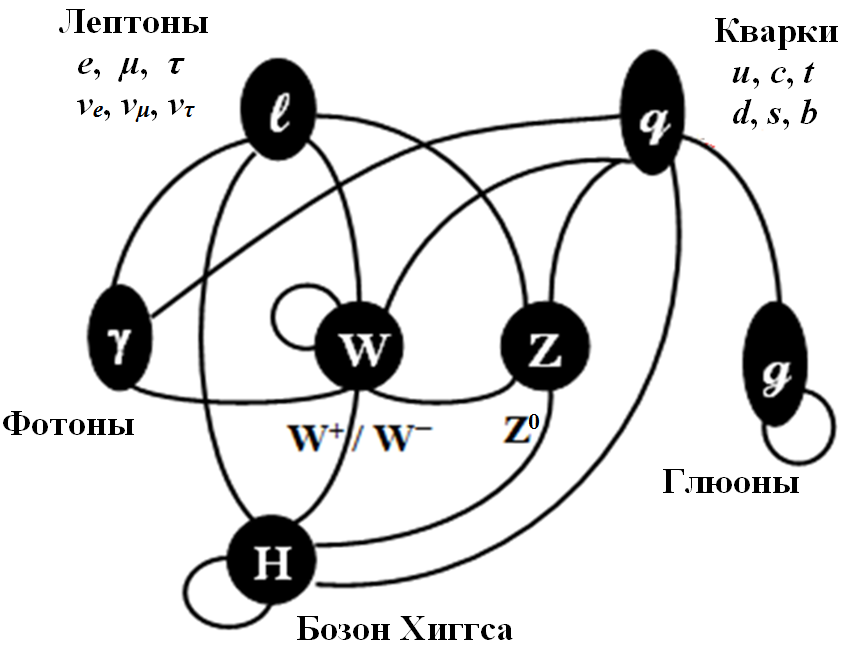 Лептоны
e, μ, τ
νe, νμ, ντ
Кварки
u, c, t
d, s, b
ℓ
q
γ
W
Z
g
Фотоны
W⁺ / W⁻
Z⁰
Глюоны
H
Бозон Хиггса